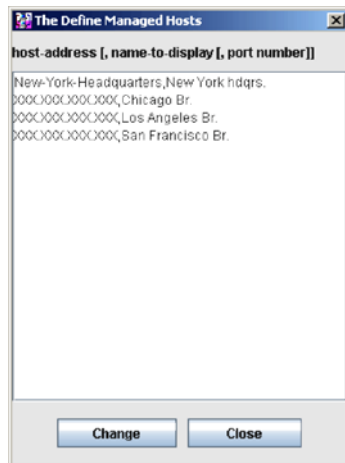 The Define Managed Hosts
host-address [, name-to-display [, port number]]
New-York-Headquarters,New York hdqrs.
XXX.XXX.XXX.XXX,Chicago Br.
XXX.XXX.XXX.XXX,Los Angeles Br.
XXX.XXX.XXX.XXX,San Francisco Br.
Change Close